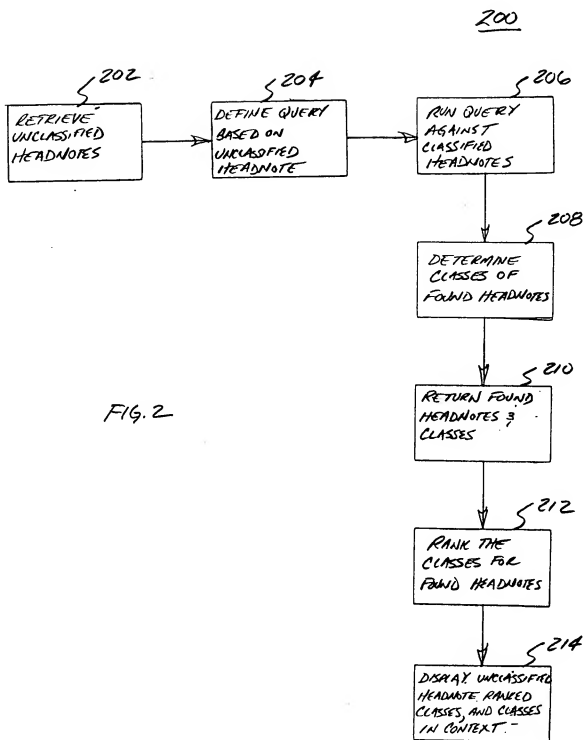 200
202
RETRIEVE
UNCLASSIFIED
HEADNOTES
204
DEFINE QUERY
BASED ON
UNCLASSIFIED
HEADNOTE
206
RUN QUERY
AGAINST
CLASSIFIED
HEADNOTES
208
DETERMINE
CLASSES OF
FOUND HEADNOTES
210
RETURN FOUND
HEADNOTES &
CLASSES
FIG. 2
212
RANK THE
CLASSES FOR
FOUND HEADNOTES
214
DISPLAY UNCLASSIFIED
HEADNOTE, RANKED
CLASSES, AND CLASSES
IN CONTEXT.